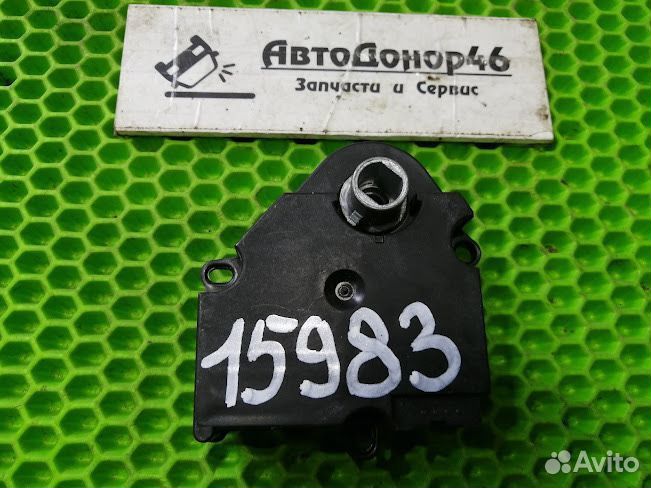 АвтоДонор46
Запчасти и Сервис
15983
Avito